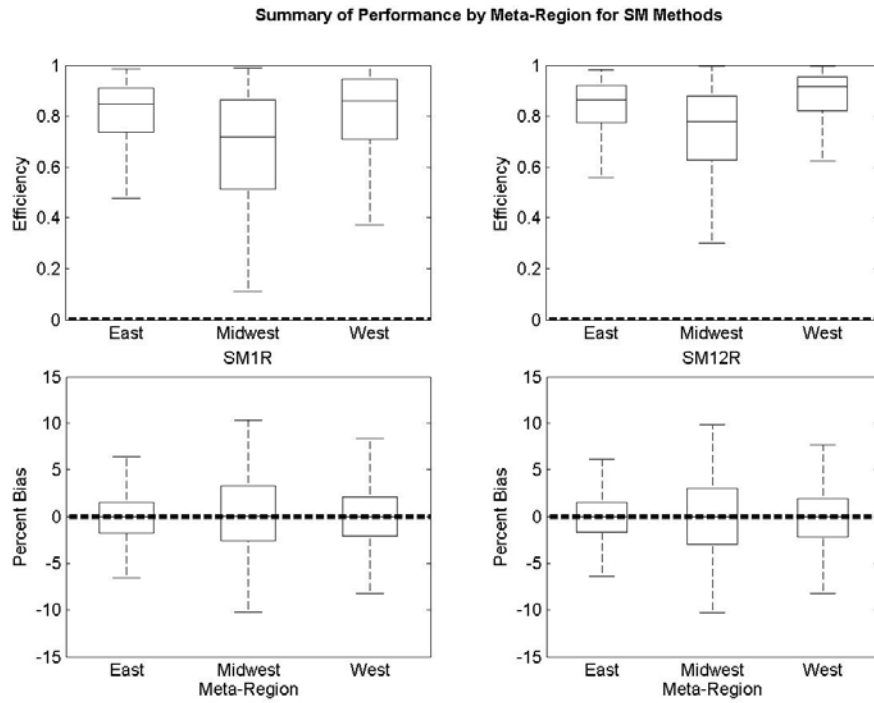 Summary of Performance by Meta-Region for SM Methods
Efficiency
1
0.8
0.6
0.4
0.2
0
East Midwest West
SM1R
Efficiency
1
0.8
0.6
0.4
0.2
0
East Midwest West
SM12R
Percent Bias
15
10
5
0
-5
-10
-15
East Midwest West
Meta-Region
Percent Bias
15
10
5
0
-5
-10
-15
East Midwest West
Meta-Region